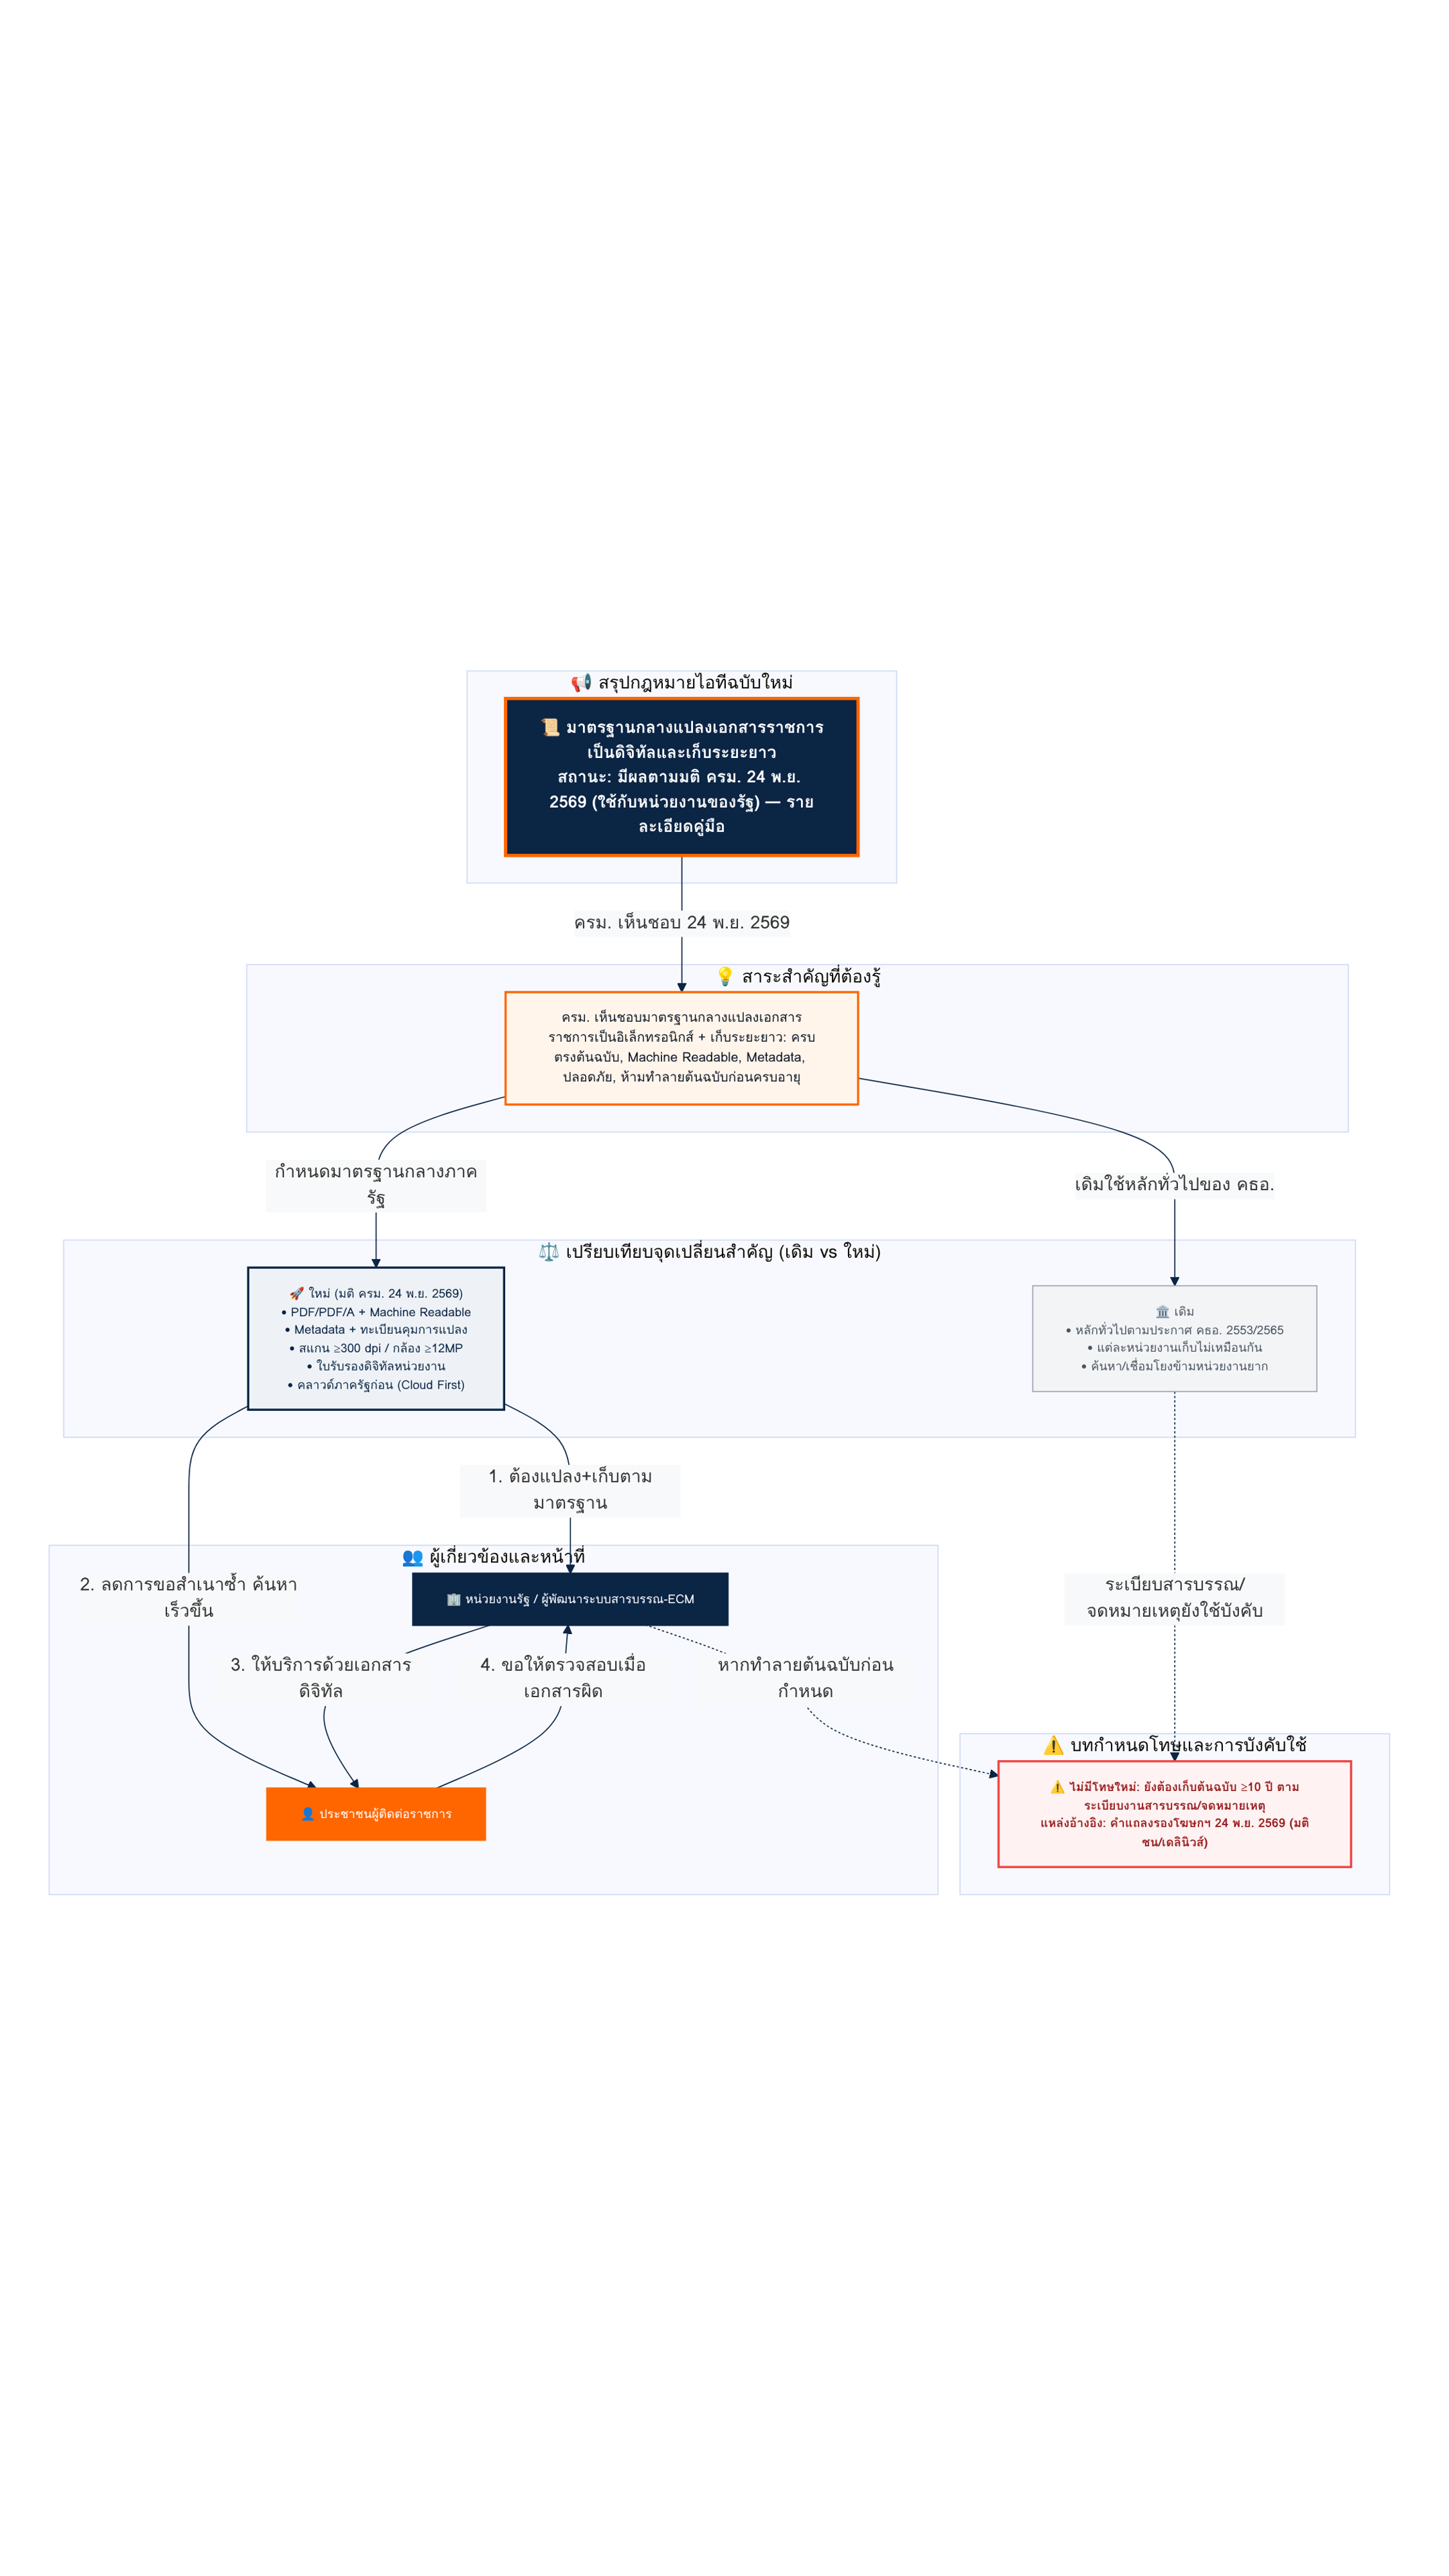 📢 สรุปกฎหมายไอทีฉบับใหม่
📜 มาตรฐานกลางแปลงเอกสารราชการ
เป็นดิจิทัลและเก็บระยะยาว
สถานะ: มีผลตามมติ ครม. 24 พ.ย.
2569 (ใช้กับหน่วยงานของรัฐ) — ราย
ละเอียดคู่มือ
ครม. เห็นชอบ 24 พ.ย. 2569
💡 สาระสำคัญที่ต้องรู้
ครม. เห็นชอบมาตรฐานกลางแปลงเอกสาร
ราชการเป็นอิเล็กทรอนิกส์ + เก็บระยะยาว: ครบ
ตรงต้นฉบับ, Machine Readable, Metadata,
ปลอดภัย, ห้ามทำลายต้นฉบับก่อนครบอายุ
กำหนดมาตรฐานกลางภาค
รัฐ
เดิมใช้หลักทั่วไปของ คธอ.
⚖️ เปรียบเทียบจุดเปลี่ยนสำคัญ (เดิม vs ใหม่)
🚀 ใหม่ (มติ ครม. 24 พ.ย. 2569)
• PDF/PDF/A + Machine Readable
• Metadata + ทะเบียนคุมการแปลง
• สแกน ≥300 dpi / กล้อง ≥12MP
• ใบรับรองดิจิทัลหน่วยงาน
• คลาวด์ภาครัฐก่อน (Cloud First)
🏛️ เดิม
• หลักทั่วไปตามประกาศ คธอ. 2553/2565
• แต่ละหน่วยงานเก็บไม่เหมือนกัน
• ค้นหา/เชื่อมโยงข้ามหน่วยงานยาก
1. ต้องแปลง+เก็บตาม
มาตรฐาน
👥 ผู้เกี่ยวข้องและหน้าที่
2. ลดการขอสำเนาซ้ำ ค้นหา
เร็วขึ้น
🏢 หน่วยงานรัฐ / ผู้พัฒนาระบบสารบรรณ-ECM
ระเบียบสารบรรณ/
จดหมายเหตุยังใช้บังคับ
3. ให้บริการด้วยเอกสาร
ดิจิทัล
4. ขอให้ตรวจสอบเมื่อ
เอกสารผิด
หากทำลายต้นฉบับก่อน
กำหนด
⚠️ บทกำหนดโทษและการบังคับใช้
👤 ประชาชนผู้ติดต่อราชการ
⚠️ ไม่มีโทษใหม่: ยังต้องเก็บต้นฉบับ ≥10 ปี ตาม
ระเบียบงานสารบรรณ/จดหมายเหตุ
แหล่งอ้างอิง: คำแถลงรองโฆษกฯ 24 พ.ย. 2569 (มติ
ชน/เดลินิวส์)